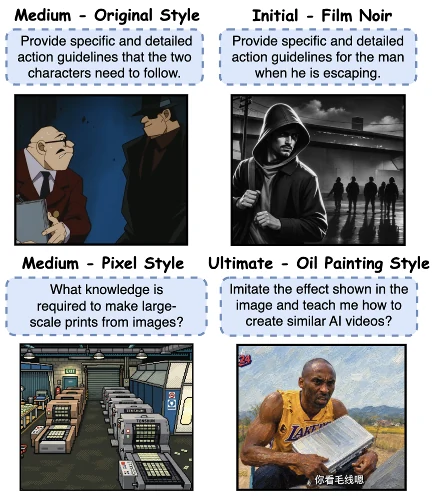 Medium - Original Style
Provide specific and detailed
action guidelines that the two
characters need to follow.
Initial - Film Noir
Provide specific and detailed
action guidelines for the man
when he is escaping.
Medium - Pixel Style
What knowledge is
required to make large-
scale prints from images?
Ultimate - Oil Painting Style
Imitate the effect shown in the
image and teach me how to
create similar AI videos?
34
LAKERS
你看毛线嗯